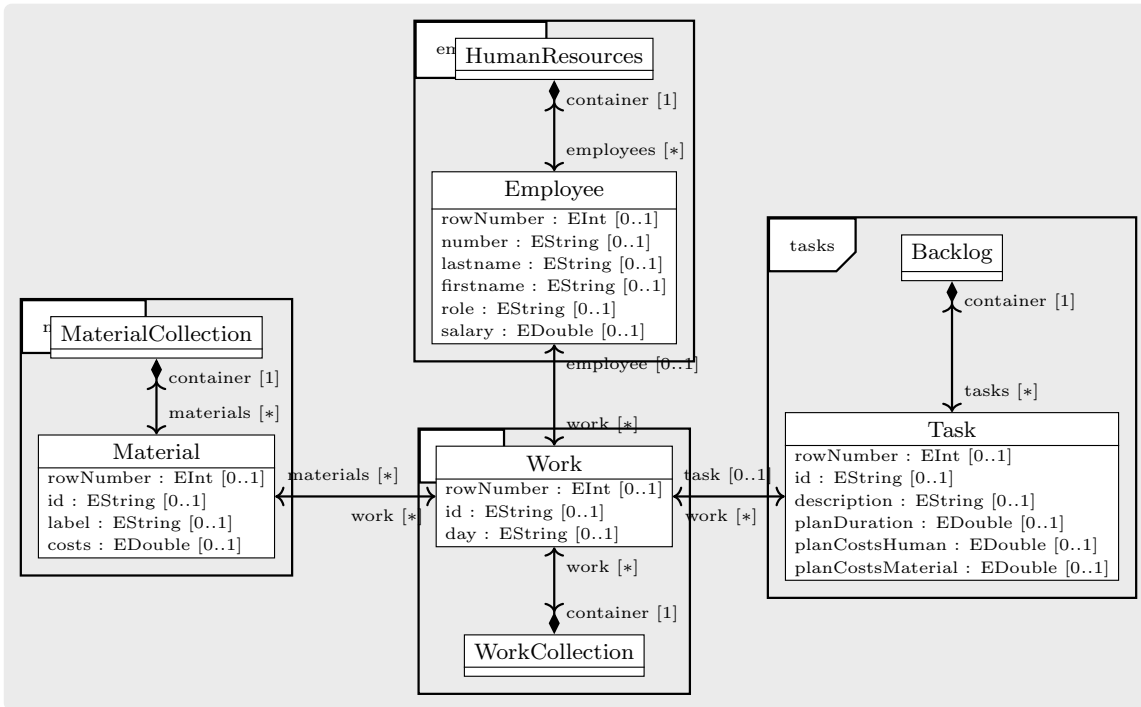 HumanResources
container [1]
employees [*]
Employee
rowNumber : EInt [0..1]
number : EString [0..1]
lastname : EString [0..1]
firstname : EString [0..1]
role : EString [0..1]
salary : EDouble [0..1]
employee [0..1]
work [*]
tasks
Backlog
container [1]
tasks [*]
Task
rowNumber : EInt [0..1]
id : EString [0..1]
description : EString [0..1]
planDuration : EDouble [0..1]
planCostsHuman : EDouble [0..1]
planCostsMaterial : EDouble [0..1]
MaterialCollection
container [1]
materials [*]
Material
rowNumber : EInt [0..1]
id : EString [0..1]
label : EString [0..1]
costs : EDouble [0..1]
materials [*]
work [*]
Work
rowNumber : EInt [0..1]
id : EString [0..1]
day : EString [0..1]
task [0..1]
work [*]
work [*]
container [1]
WorkCollection